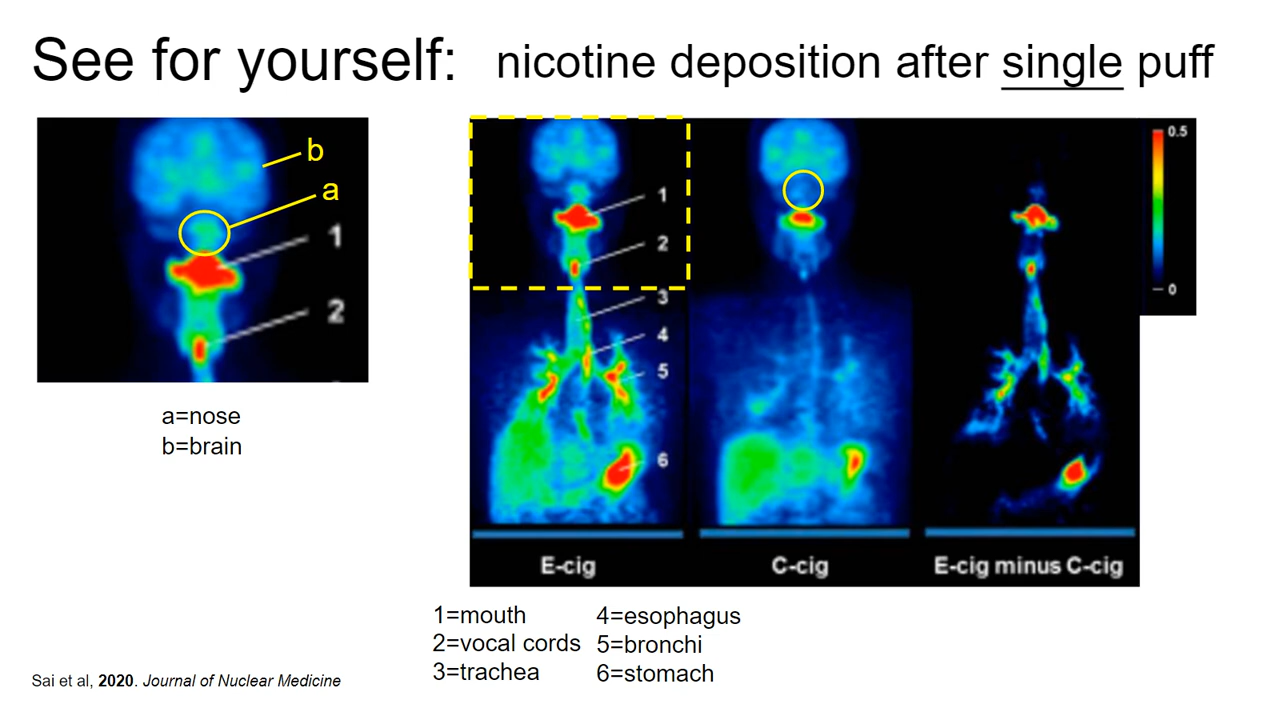 See for yourself: nicotine deposition after single puff
b
a
1
2
a=nose
b=brain
1
2
3
4
5
6
0.5
0
E-cig
C-cig
E-cig minus C-cig
1=mouth
2=vocal cords
3=trachea
4=esophagus
5=bronchi
6=stomach
Sai et al, 2020. Journal of Nuclear Medicine